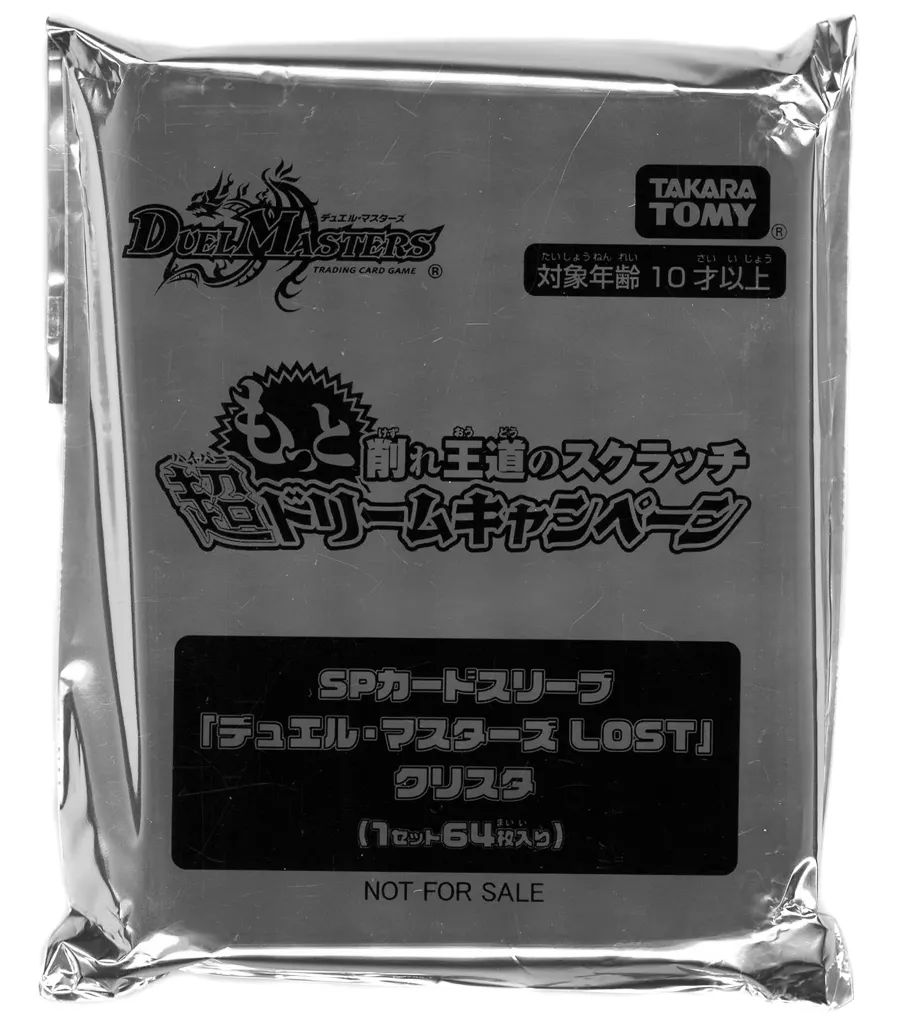 デュエル・マスターズ
DUEL MASTERS
TRADING CARD GAME ®
TAKARA
TOMY ®
たいしょうねんれい さいいじょう
対象年齢 10 才以上
もっと
けず おう どう
削れ王道のスクラッチ
ハイパー
超ドリームキャンペーン
SPカードスリーブ
「デュエル・マスターズ LOST」
クリスタ
まいい
(1セット64枚入り)
NOT FOR SALE